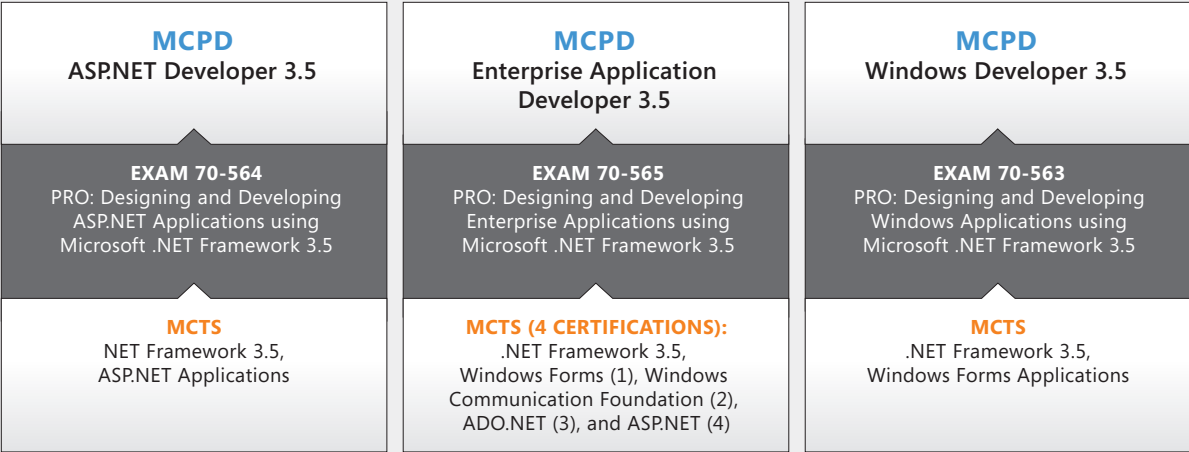 MCPD
ASP.NET Developer 3.5
EXAM 70-564
PRO: Designing and Developing
ASP.NET Applications using
Microsoft .NET Framework 3.5
MCTS
NET Framework 3.5,
ASP.NET Applications
MCPD
Enterprise Application
Developer 3.5
EXAM 70-565
PRO: Designing and Developing
Enterprise Applications using
Microsoft .NET Framework 3.5
MCTS (4 CERTIFICATIONS):
.NET Framework 3.5,
Windows Forms (1), Windows
Communication Foundation (2),
ADO.NET (3), and ASP.NET (4)
MCPD
Windows Developer 3.5
EXAM 70-563
PRO: Designing and Developing
Windows Applications using
Microsoft .NET Framework 3.5
MCTS
.NET Framework 3.5,
Windows Forms Applications